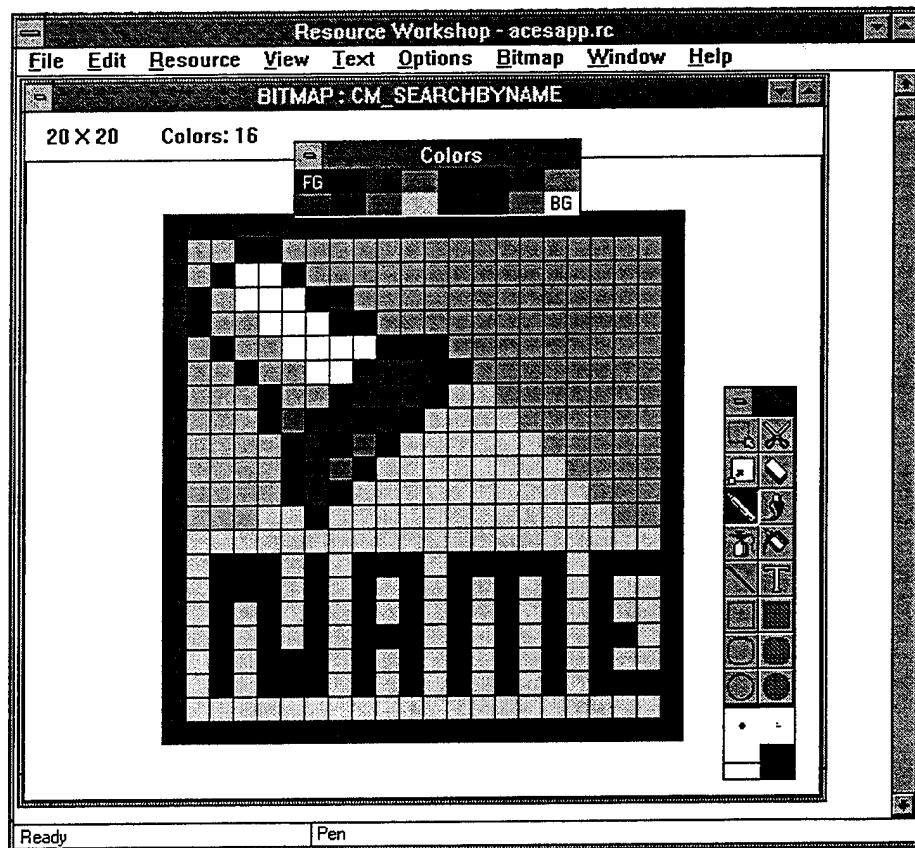 Resource Workshop - acesapp.rc
File Edit Resource View Text Options Bitmap Window Help
BITMAP : CM_SEARCHBYNAME
20 X 20 Colors: 16
Colors
FG
BG
T
NAME
Ready Pen